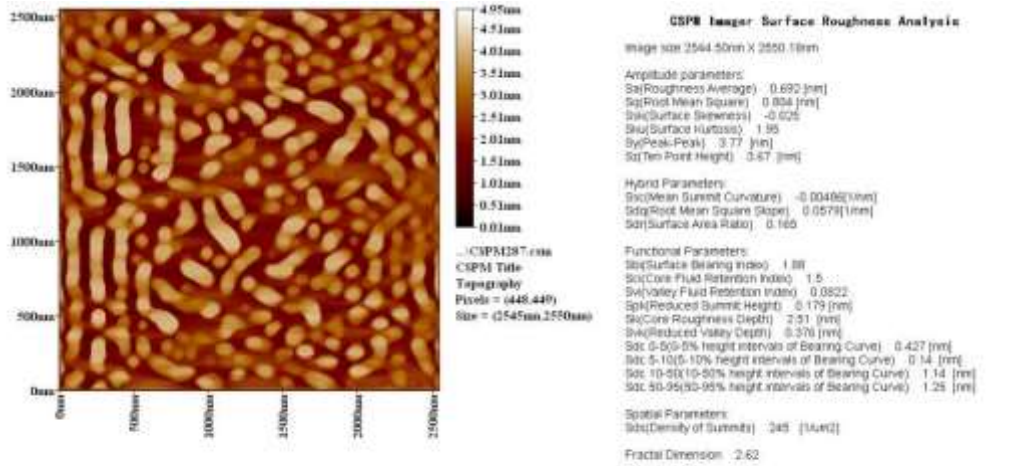 2500nm
2000nm
1500nm
1000nm
500nm
0nm
0nm
500nm
1000nm
1500nm
2000nm
2500nm
4.95nm
4.51nm
4.01nm
3.51nm
3.01nm
2.51nm
2.01nm
1.51nm
1.01nm
0.51nm
0.01nm
...\CSPM287.csm
CSPM Title
Topography
Pixels = (448,449)
Size = (2545nm,2550nm)
CSPM Imager Surface Roughness Analysis
Image size 2544.50nm X 2550.18nm
Amplitude parameters:
Sa(Roughness Average) 0.692 [nm]
Sq(Root Mean Square) 0.804 [nm]
Ssk(Surface Skewness) -0.025
Sku(Surface Kurtosis) 1.95
Sy(Peak-Peak) 3.77 [nm]
Sz(Ten Point Height) 3.67 [nm]
Hybrid Parameters:
Ssc(Mean Summit Curvature) [1/nm]
Sdq(Root Mean Square Slope) 0.0579[1/nm]
Sdr(Surface Area Ratio) 0.165
Functional Parameters:
Sbi(Surface Bearing Index) 1.88
Sci(Core Fluid Retention Index) 1.5
Svi(Valley Fluid Retention Index) 0.0822
Spk(Reduced Summit Height) 0.179 [nm]
Sk(Core Roughness Depth) 2.51 [nm]
Svk(Reduced Valley Depth) 0.376 [nm]
Sdc 0-5(0-5% height intervals of Bearing Curve) 0.427 [nm]
Sdc 5-10(5-10% height intervals of Bearing Curve) 0.14 [nm]
Sdc 10-50(10-50% height intervals of Bearing Curve) 1.14 [nm]
Sdc 50-95(50-95% height intervals of Bearing Curve) 1.25 [nm]
Spatial Parameters:
Sds(Density of Summits) 245 [1/um2]
Fractal Dimension 2.62